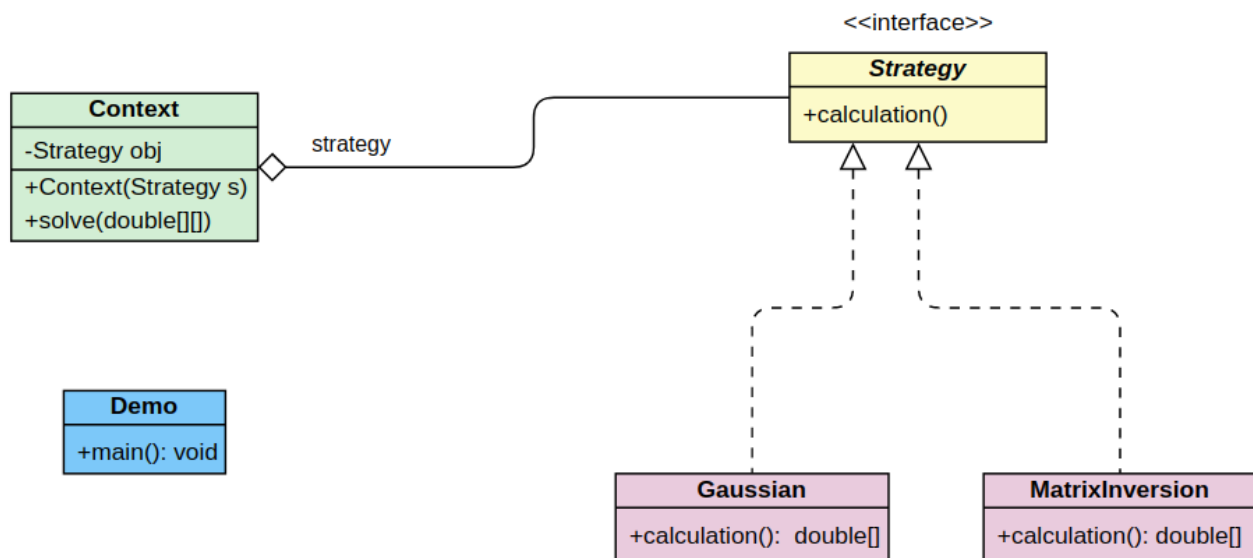 <<interface>>
Strategy
+calculation()
Context
-Strategy obj
+Context(Strategy s)
+solve(double[][])
strategy
Demo
+main(): void
Gaussian
+calculation():  double[]
MatrixInversion
+calculation(): double[]